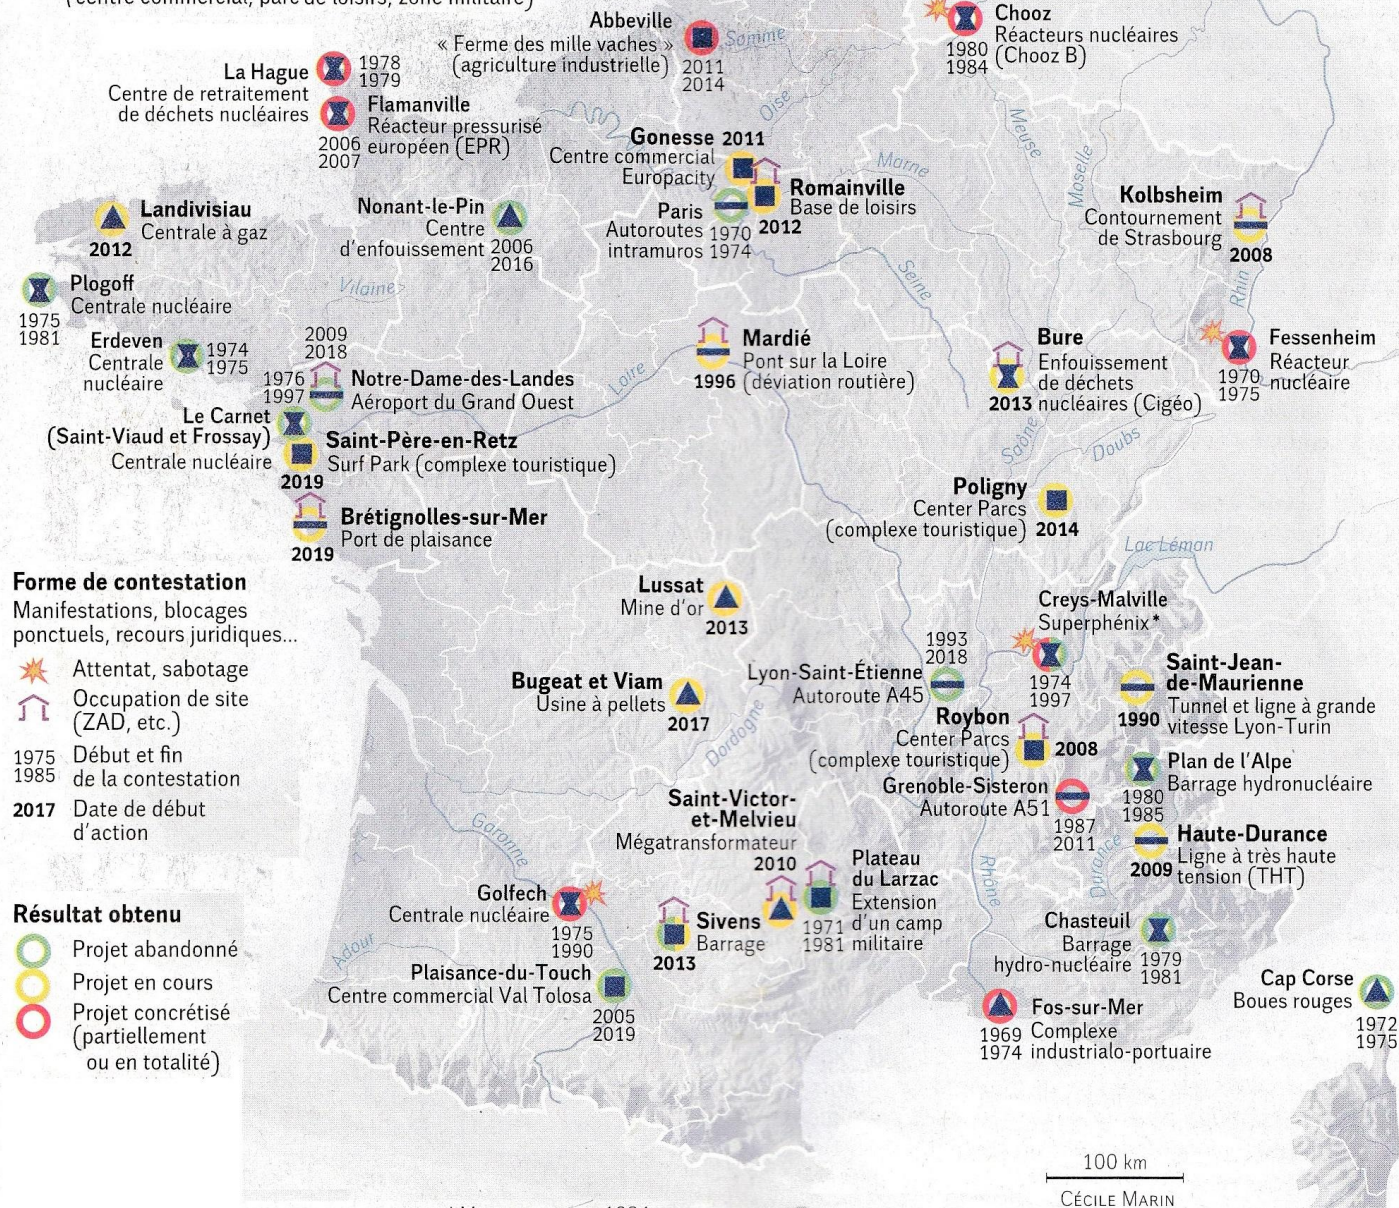 (centre commercial, parc de loisirs, zone militaire)
Abbeville
« Ferme des mille vaches »
(agriculture industrielle)
2011
2014
Somme
Chooz
Réacteurs nucléaires
(Chooz B)
1980
1984
La Hague
Centre de retraitement
de déchets nucléaires
1978
1979
Flamanville
Réacteur pressurisé
européen (EPR)
2006
2007
Oise
Meuse
Moselle
Marne
Gonesse 2011
Centre commercial
Europacity
Romainville
Base de loisirs
2012
Paris
Autoroutes
intramuros
1970
1974
Kolbsheim
Contournement
de Strasbourg
2008
Landivisiau
Centrale à gaz
2012
Nonant-le-Pin
Centre
d'enfouissement
2006
2016
Seine
Rhin
Vilaine
Plogoff
Centrale nucléaire
1975
1981
Erdeven
Centrale
nucléaire
1974
1975
2009
2018
1976
1997
Notre-Dame-des-Landes
Aéroport du Grand Ouest
Loire
Mardié
Pont sur la Loire
(déviation routière)
1996
Bure
Enfouissement
de déchets
nucléaires (Cigéo)
2013
Fessenheim
Réacteur
nucléaire
1970
1975
Le Carnet
(Saint-Viaud et Frossay)
Centrale nucléaire
Saint-Père-en-Retz
Surf Park (complexe touristique)
2019
Saône
Doubs
Brétignolles-sur-Mer
Port de plaisance
2019
Poligny
Center Parcs
(complexe touristique)
2014
Lac Léman
Forme de contestation
Manifestations, blocages
ponctuels, recours juridiques...
Attentat, sabotage
Occupation de site
(ZAD, etc.)
1975
1985
Début et fin
de la contestation
2017
Date de début
d'action
Lussat
Mine d'or
2013
Creys-Malville
Superphénix*
1974
1997
Bugeat et Viam
Usine à pellets
2017
Dordogne
1993
2018
Lyon-Saint-Étienne
Autoroute A45
Saint-Jean-
de-Maurienne
Tunnel et ligne à grande
vitesse Lyon-Turin
1990
Roybon
Center Parcs
(complexe touristique)
2008
Plan de l'Alpe
Barrage hydronucléaire
1980
1985
Grenoble-Sisteron
Autoroute A51
1987
2011
Garonne
Saint-Victor-
et-Melvieu
Mégatransformateur
2010
Haute-Durance
Ligne à très haute
tension (THT)
2009
Durance
Rhône
Plateau
du Larzac
Extension
d'un camp
militaire
1971
1981
Golfech
Centrale nucléaire
1975
1990
Sivens
Barrage
2013
Chasteuil
Barrage
hydro-nucléaire
1979
1981
Résultat obtenu
Projet abandonné
Projet en cours
Projet concrétisé
(partiellement
ou en totalité)
Adour
Plaisance-du-Touch
Centre commercial Val Tolosa
2005
2019
Fos-sur-Mer
Complexe
industrialo-portuaire
1969
1974
Cap Corse
Boues rouges
1972
1975
100 km
CÉCILE MARIN